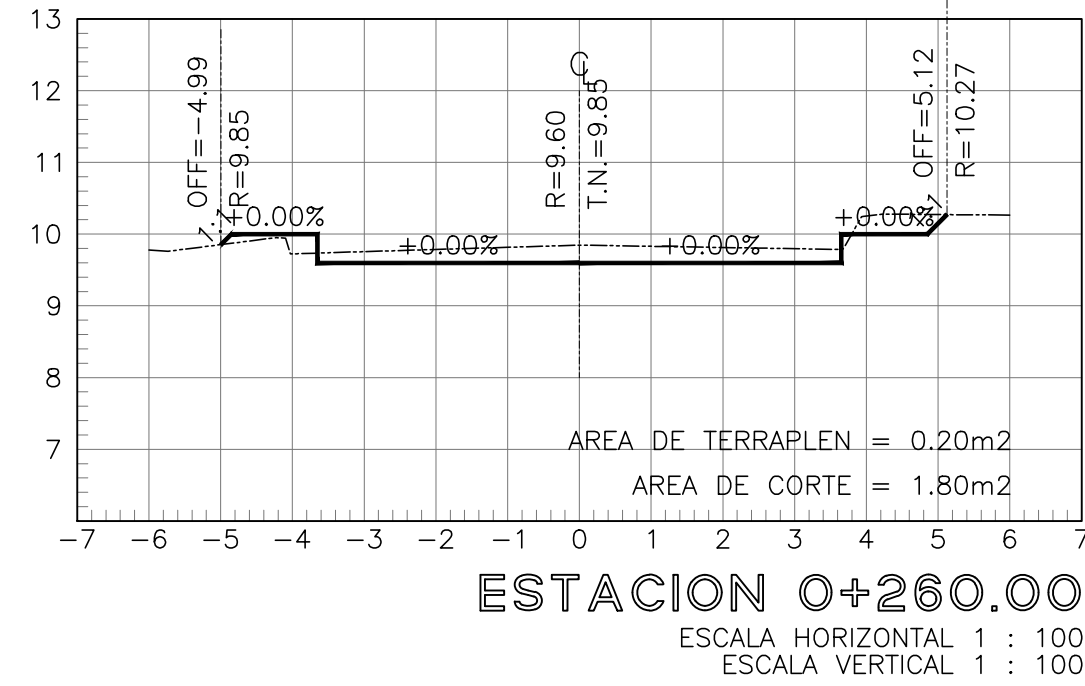 13
12
11
10
9
8
7
OFF=-4.99
R=9.85
1:1
+0.00%
+0.00%
CL
R=9.60
T.N.=9.85
+0.00%
+0.00%
OFF=5.12
R=10.27
AREA DE TERRAPLEN = 0.20m2
AREA DE CORTE = 1.80m2
-7 -6 -5 -4 -3 -2 -1 0 1 2 3 4 5 6 7
ESTACION 0+260.00
ESCALA HORIZONTAL 1 : 100
ESCALA VERTICAL 1 : 100